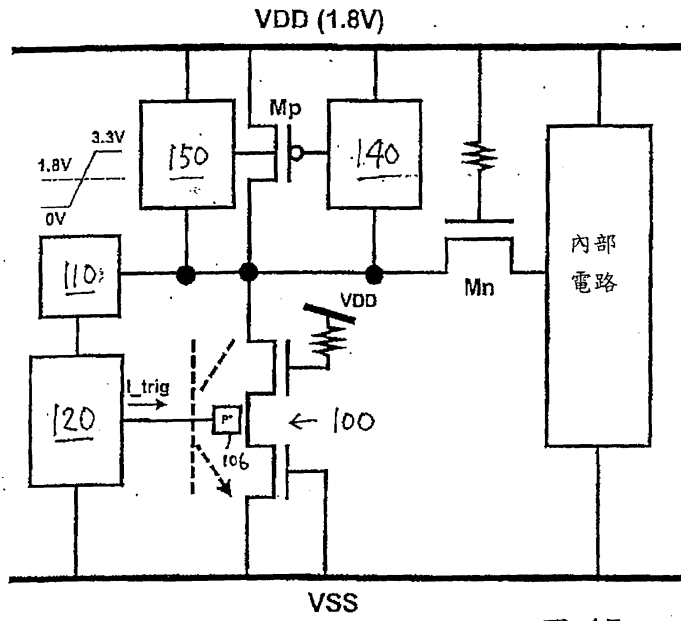 VDD (1.8V)
Mp
150
140
3.3V
1.8V
0V
110
內部
電路
VDD
Mn
I_trig
120
P+
100
106
VSS